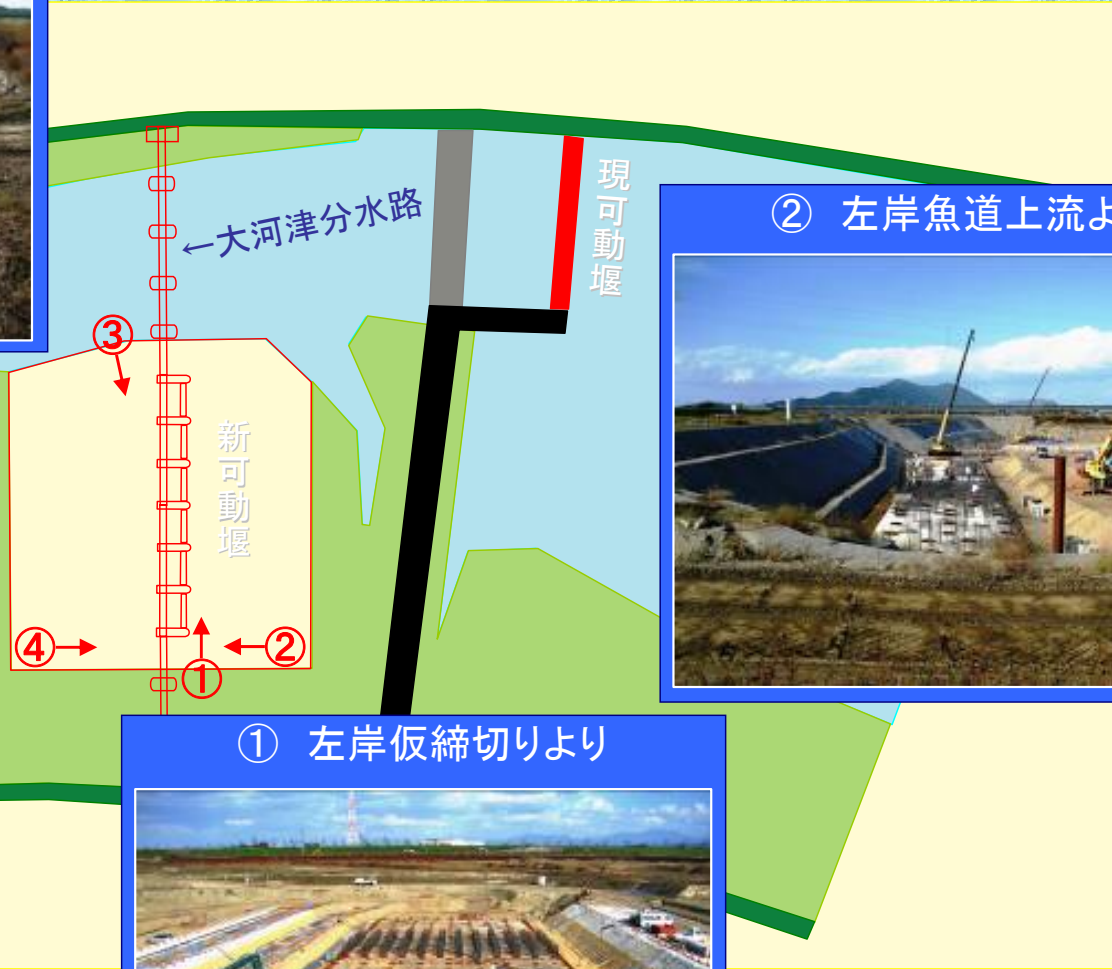 現可動堰
←大河津分水路
② 左岸魚道上流よ
③
新可動堰
④
②
①
① 左岸仮締切りより